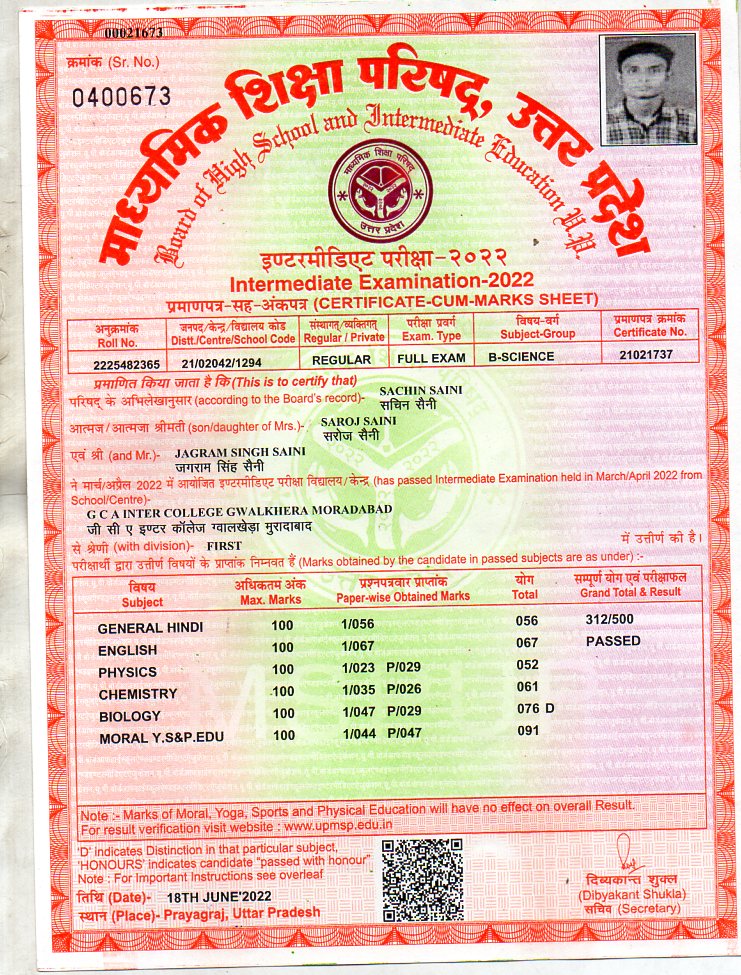 00021673
क्रमांक (Sr. No.)
0400673
माध्यमिक शिक्षा परिषद, उत्तर प्रदेश
Board of High School and Intermediate Education U.P.
माध्यमिक शिक्षा परिषद
उत्तर प्रदेश
इण्टरमीडिएट परीक्षा-२०२२
Intermediate Examination-2022
प्रमाणपत्र-सह-अंकपत्र (CERTIFICATE-CUM-MARKS SHEET)
अनुक्रमांक जनपद/केन्द्र/विद्यालय कोड संस्थागत/व्यक्तिगत परीक्षा प्रवर्ग विषय-वर्ग प्रमाणपत्र क्रमांक
Roll No. Distt./Centre/School Code Regular / Private Exam. Type Subject-Group Certificate No.
2225482365 21/02042/1294 REGULAR FULL EXAM B-SCIENCE 21021737
प्रमाणित किया जाता है कि (This is to certify that)
SACHIN SAINI
परिषद् के अभिलेखानुसार (according to the Board's record)- सचिन सैनी
SAROJ SAINI
आत्मज/आत्मजा श्रीमती (son/daughter of Mrs.)- सरोज सैनी
एवं श्री (and Mr.)- JAGRAM SINGH SAINI
जगराम सिंह सैनी
ने मार्च/अप्रैल 2022 में आयोजित इण्टरमीडिएट परीक्षा विद्यालय/केन्द्र (has passed Intermediate Examination held in March/April 2022 from
School/Centre)-
G C A INTER COLLEGE GWALKHERA MORADABAD
जी सी ए इण्टर कॉलेज ग्वालखेड़ा मुरादाबाद
में उत्तीर्ण की है।
से श्रेणी (with division)- FIRST
परीक्षार्थी द्वारा उत्तीर्ण विषयों के प्राप्तांक निम्नवत हैं (Marks obtained by the candidate in passed subjects are as under) :-
विषय अधिकतम अंक प्रश्नपत्रवार प्राप्तांक योग सम्पूर्ण योग एवं परीक्षाफल
Subject Max. Marks Paper-wise Obtained Marks Total Grand Total & Result
GENERAL HINDI 100 1/056 056 312/500
ENGLISH 100 1/067 067 PASSED
PHYSICS 100 1/023 P/029 052
CHEMISTRY 100 1/035 P/026 061
BIOLOGY 100 1/047 P/029 076 D
MORAL Y.S&P.EDU 100 1/044 P/047 091
Note :- Marks of Moral, Yoga, Sports and Physical Education will have no effect on overall Result.
For result verification visit website : www.upmsp.edu.in
'D' indicates Distinction in that particular subject,
'HONOURS' indicates candidate "passed with honour"
Note : For Important Instructions see overleaf
तिथि (Date)- 18TH JUNE'2022
स्थान (Place)- Prayagraj, Uttar Pradesh
दिव्यकान्त शुक्ल
(Dibyakant Shukla)
सचिव (Secretary)